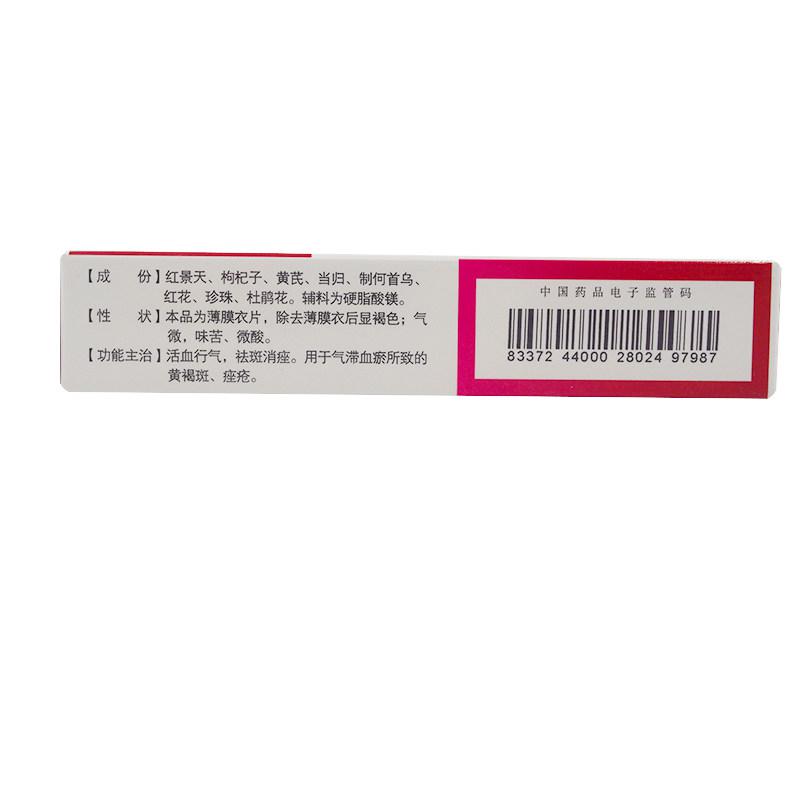 【成　份】红景天、枸杞子、黄芪、当归、制何首乌、
红花、珍珠、杜鹃花。辅料为硬脂酸镁。
【性　状】本品为薄膜衣片，除去薄膜衣后显褐色；气
微，味苦、微酸。
【功能主治】活血行气，祛斑消痤。用于气滞血瘀所致的
黄褐斑、痤疮。
中国药品电子监管码
83372 44000 28024 97987